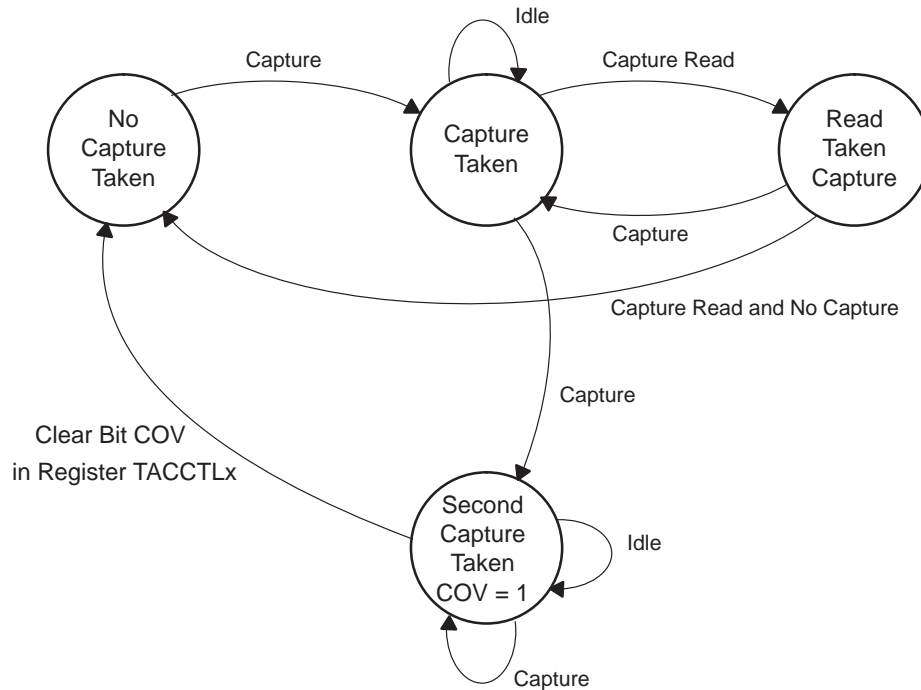 Idle
Capture
Capture Read
No
Capture
Taken
Capture
Taken
Read
Taken
Capture
Capture
Capture Read and No Capture
Capture
Clear Bit COV
in Register TACCTLx
Second
Capture
Taken
COV = 1
Idle
Capture